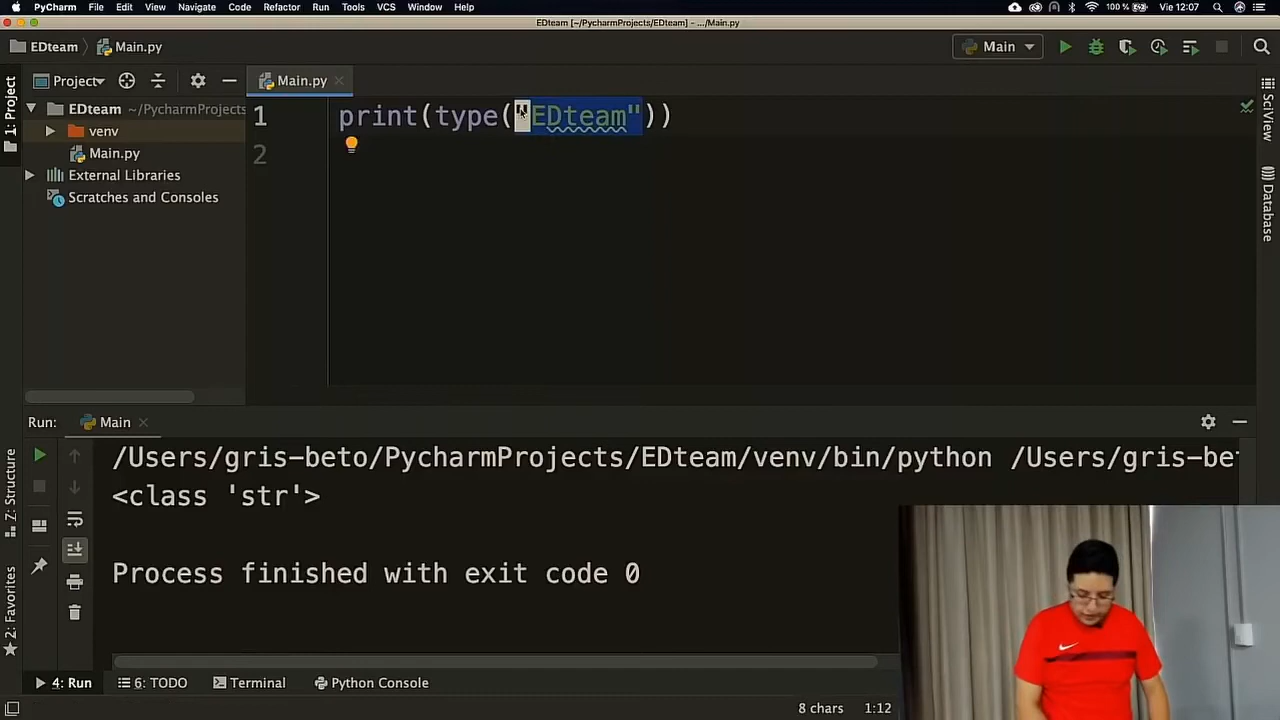 PyCharm File Edit View Navigate Code Refactor Run Tools VCS Window Help 100 % Vie 12:07
EDteam [~/PycharmProjects/EDteam] - .../Main.py
EDteam Main.py Main
1: Project
Project
Main.py
EDteam ~/PycharmProjects
venv
Main.py
External Libraries
Scratches and Consoles
1 print(type("EDteam"))
2
SciView
Database
Run: Main
/Users/gris-beto/PycharmProjects/EDteam/venv/bin/python /Users/gris-bet
<class 'str'>
Process finished with exit code 0
Z: Structure
2: Favorites
4: Run 6: TODO Terminal Python Console
8 chars 1:12